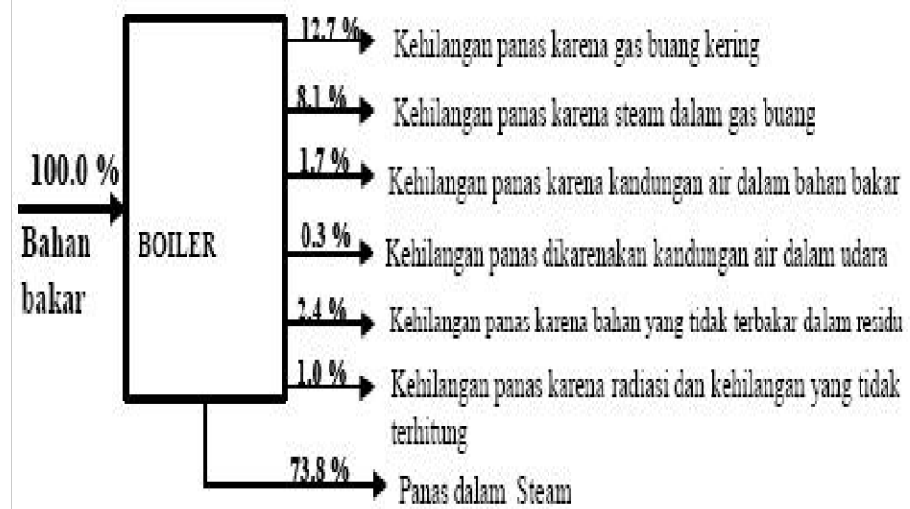 12.7 %
Kehilangan panas karena gas buang kering
8.1 %
Kehilangan panas karena steam dalam gas buang
100.0 %
1.7 %
Kehilangan panas karena kandungan air dalam bahan bakar
Bahan
bakar
BOILER
0.3 %
Kehilangan panas dikarenakan kandungan air dalam udara
2.4 %
Kehilangan panas karena bahan yang tidak terbakar dalam residu
1.0 %
Kehilangan panas karena radiasi dan kehilangan yang tidak
terhitung
73.8 %
Panas dalam Steam